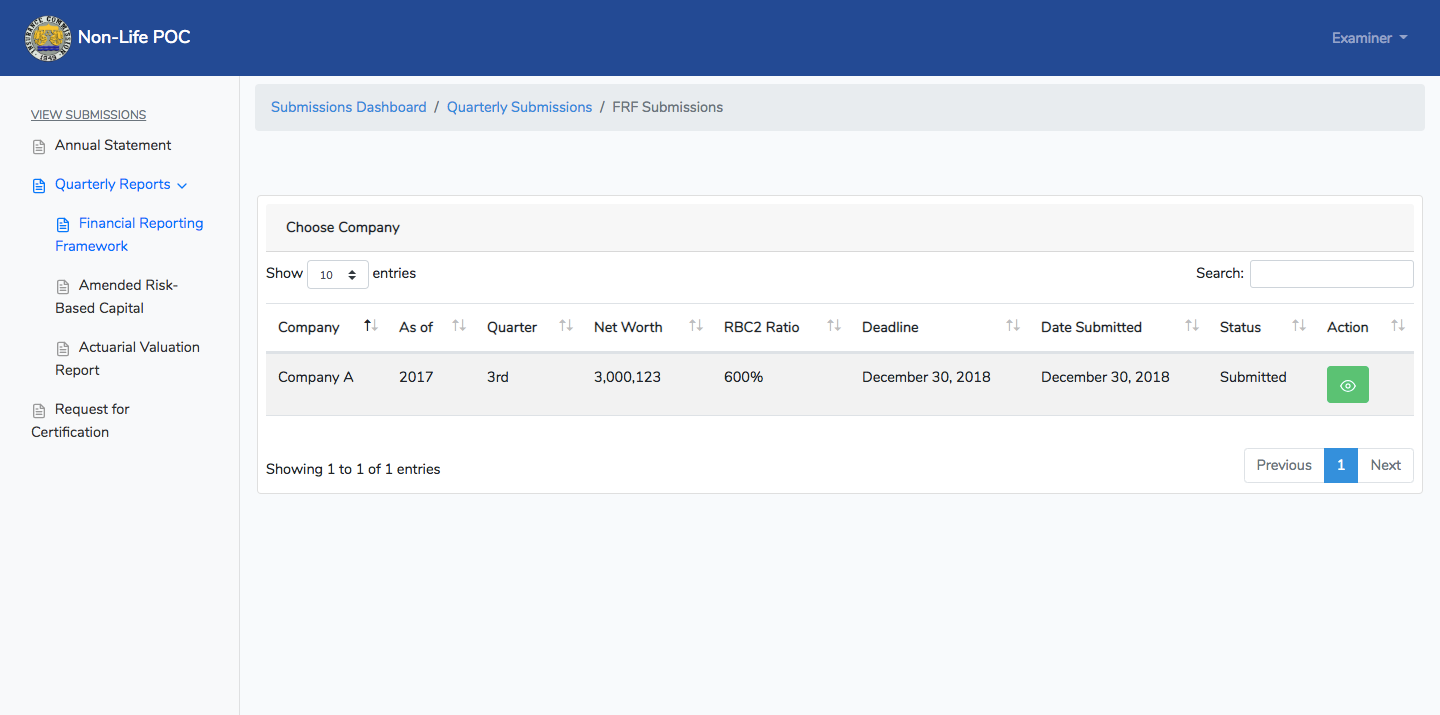 INSURANCE COMMISSION
1949
Non-Life POC
Examiner
VIEW SUBMISSIONS
Annual Statement
Quarterly Reports
Financial Reporting
Framework
Amended Risk-
Based Capital
Actuarial Valuation
Report
Request for
Certification
Submissions Dashboard / Quarterly Submissions / FRF Submissions
Choose Company
Show 10 entries Search:
Company As of Quarter Net Worth RBC2 Ratio Deadline Date Submitted Status Action
Company A 2017 3rd 3,000,123 600% December 30, 2018 December 30, 2018 Submitted
Showing 1 to 1 of 1 entries
Previous 1 Next